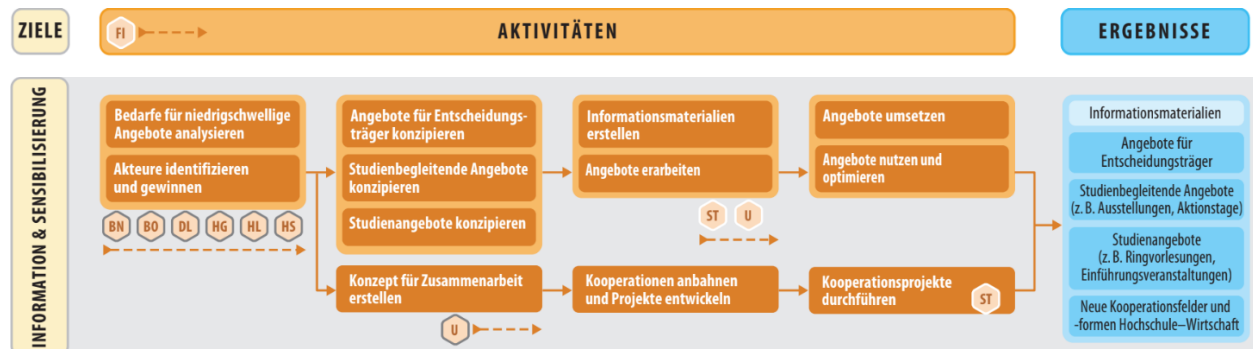 ZIELE
FI
AKTIVITÄTEN
ERGEBNISSE
INFORMATION & SENSIBILISIERUNG
Bedarfe für niedrigschwellige
Angebote analysieren
Akteure identifizieren
und gewinnen
BN BO DL HG HL HS
Angebote für Entscheidungs-
träger konzipieren
Studienbegleitende Angebote
konzipieren
Studienangebote konzipieren
Informationsmaterialien
erstellen
Angebote erarbeiten
ST U
Angebote umsetzen
Angebote nutzen und
optimieren
Konzept für Zusammenarbeit
erstellen
U
Kooperationen anbahnen
und Projekte entwickeln
Kooperationsprojekte
durchführen
ST
Informationsmaterialien
Angebote für
Entscheidungsträger
Studienbegleitende Angebote
(z. B. Ausstellungen, Aktionstage)
Studienangebote
(z. B. Ringvorlesungen,
Einführungsveranstaltungen)
Neue Kooperationsfelder und
-formen Hochschule–Wirtschaft